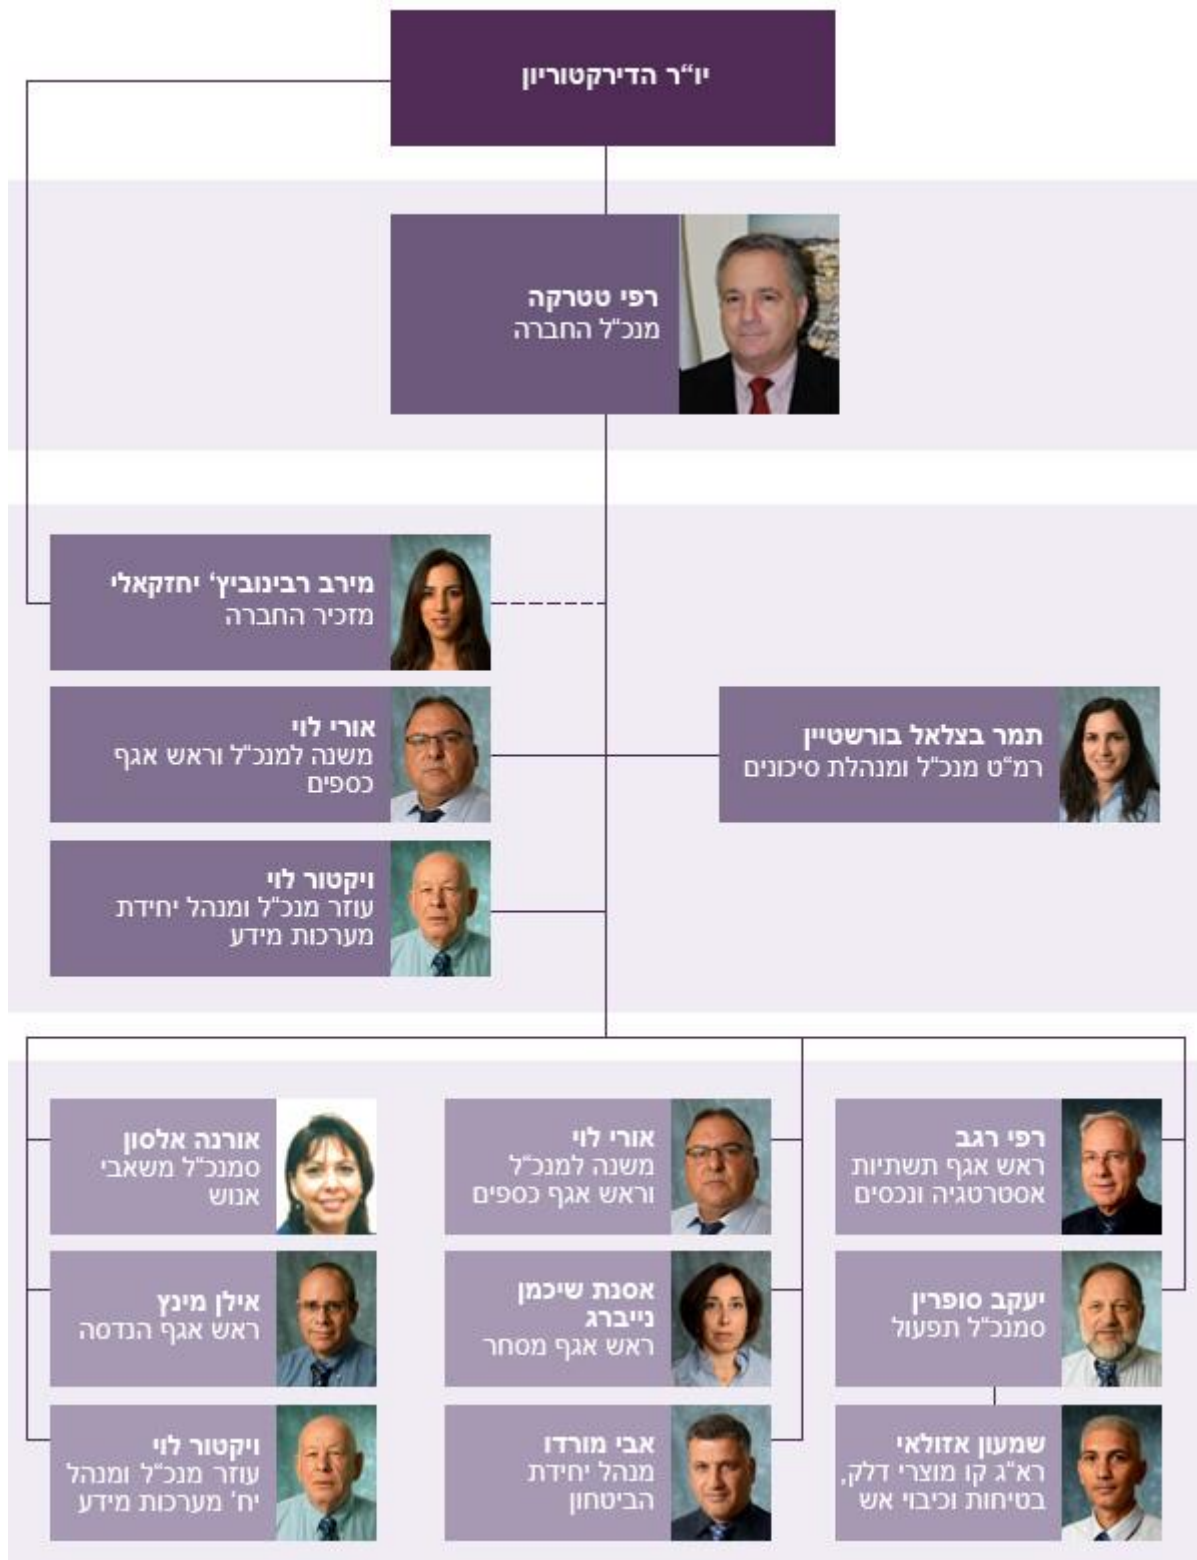 יו“ר הדירקטוריון
רפי טטרקה
מנכ“ל החברה
מירב רבינוביץ‘ יחזקאלי
מזכיר החברה
אורי לוי
משנה למנכ“ל וראש אגף
כספים
תמר בצלאל בורשטיין
רמ“ט מנכ“ל ומנהלת סיכונים
ויקטור לוי
עוזר מנכ“ל ומנהל יחידת
מערכות מידע
רפי רגב
ראש אגף תשתיות
אסטרטגיה ונכסים
אורי לוי
משנה למנכ“ל
וראש אגף כספים
אורנה אלסון
סמנכ“ל משאבי
אנוש
יעקב סופרין
סמנכ“ל תפעול
אסנת שיכמן
נייברג
ראש אגף מסחר
אילן מינץ
ראש אגף הנדסה
שמעון אזולאי
רא“ג קו מוצרי דלק,
בטיחות וכיבוי אש
אבי מורדו
מנהל יחידת
הביטחון
ויקטור לוי
עוזר מנכ“ל ומנהל
יח' מערכות מידע